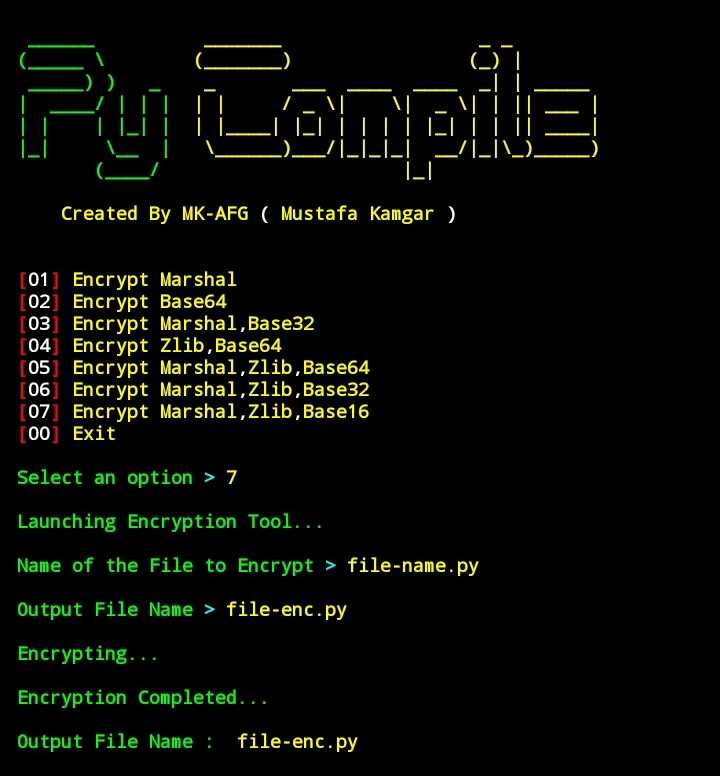 Py Compile
Created By MK-AFG ( Mustafa Kamgar )
[01] Encrypt Marshal
[02] Encrypt Base64
[03] Encrypt Marshal,Base32
[04] Encrypt Zlib,Base64
[05] Encrypt Marshal,Zlib,Base64
[06] Encrypt Marshal,Zlib,Base32
[07] Encrypt Marshal,Zlib,Base16
[00] Exit
Select an option > 7
Launching Encryption Tool...
Name of the File to Encrypt > file-name.py
Output File Name > file-enc.py
Encrypting...
Encryption Completed...
Output File Name :  file-enc.py